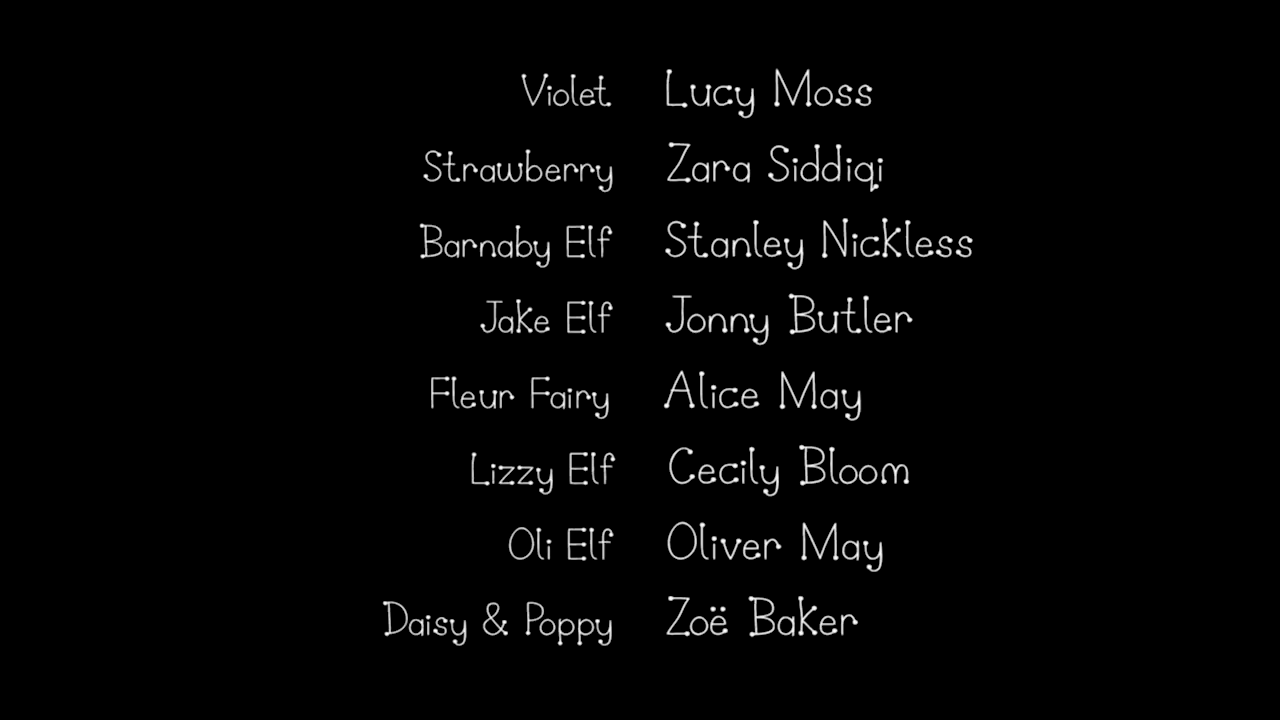 Violet Lucy Moss
Strawberry Zara Siddiqi
Barnaby Elf Stanley Nickless
Jake Elf Jonny Butler
Fleur Fairy Alice May
Lizzy Elf Cecily Bloom
Oli Elf Oliver May
Daisy & Poppy Zoë Baker